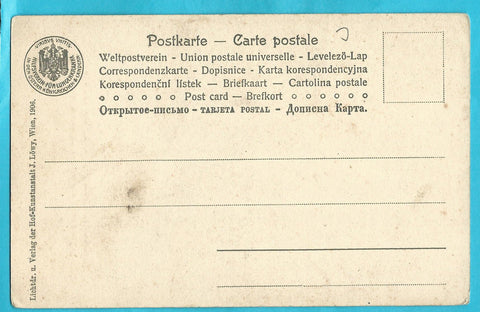 Postkarte — Carte postale
Weltpostverein - Union postale universelle - Levelező-Lap
Correspondenzkarte - Dopisnice - Karta korespondencyjna
Korespondenční lístek — Briefkaart — Cartolina postale
Post card — Brefkort
Открытое-письмо - TARJETA POSTAL - Дописна Карта.
Lichtdr. u. Verlag der Hof-Kunstanstalt J. Löwy, Wien, 1906.